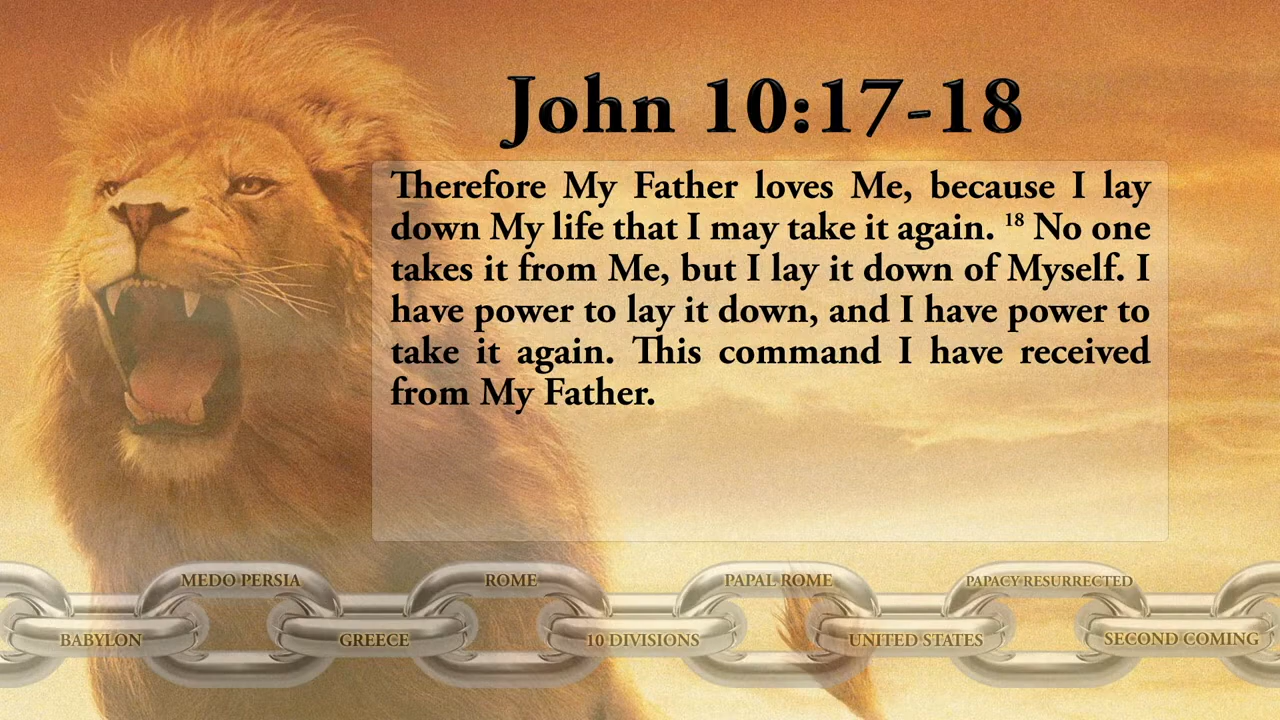 John 10:17-18
Therefore My Father loves Me, because I lay
down My life that I may take it again. 18 No one
takes it from Me, but I lay it down of Myself. I
have power to lay it down, and I have power to
take it again. This command I have received
from My Father.
MEDO PERSIA ROME PAPAL ROME PAPACY RESURRECTED
BABYLON GREECE 10 DIVISIONS UNITED STATES SECOND COMING